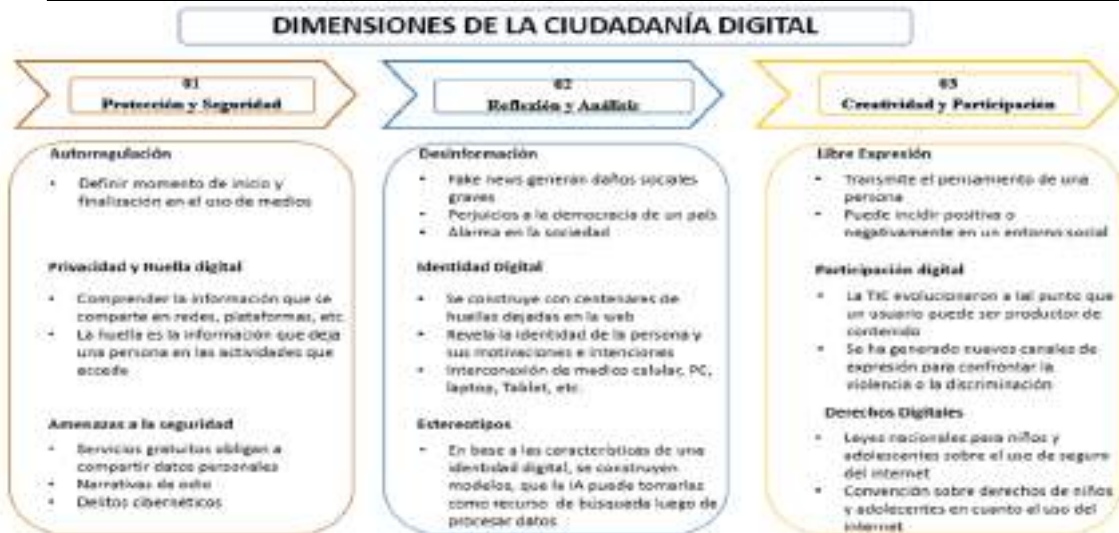 DIMENSIONES DE LA CIUDADANÍA DIGITAL
01
Protección y Seguridad
Autorregulación
• Definir momento de inicio y
finalización en el uso de medios
Privacidad y Huella digital
• Comprender la información que se
comparte en redes, plataformas, etc
• La huella es la información que deja
una persona en las actividades que
accede
Amenazas a la seguridad
• Servicios gratuitos obligan a
compartir datos personales
• Narrativas de odio
• Delitos cibernéticos
02
Reflexión y Análisis
Desinformación
• Fake news generan daños sociales
graves
• Perjuicios a la democracia de un país
• Alarma en la sociedad
Identidad Digital
• Se construye con centenares de
huellas dejadas en la web
• Revela la identidad de la persona y
sus motivaciones e intenciones
• Interconexión de medico celular, PC,
laptop, Tablet, etc.
Estereotipos
• En base a las características de una
identidad digital, se construyen
modelos, que la IA puede tomarlas
como recurso de búsqueda luego de
procesar datos
03
Creatividad y Participación
Libre Expresión
• Transmite el pensamiento de una
persona
• Puede incidir positiva o
negativamente en un entorno social
Participación digital
• La TIC evolucionaron a tal punto que
un usuario puede ser productor de
contenido
• Se ha generado nuevos canales de
expresión para confrontar la
violencia o la discriminación
Derechos Digitales
• Leyes nacionales para niños y
adolescentes sobre el uso de seguro
del internet
• Convención sobre derechos de niños
y adolecentes en cuanto al uso del
internet